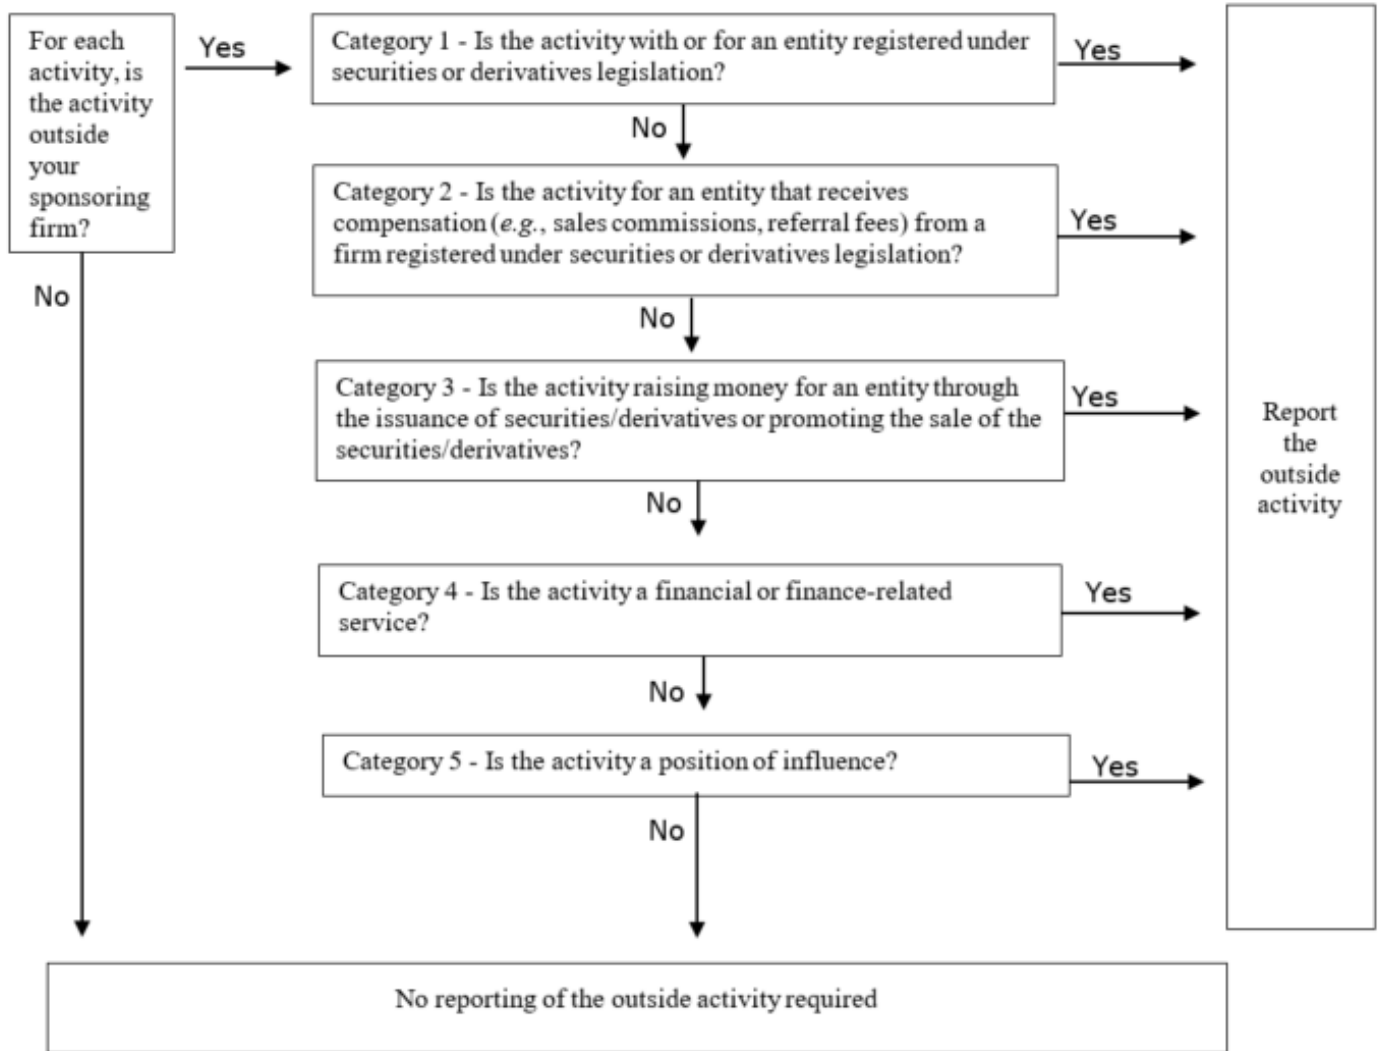 For each
activity, is
the activity
outside
your
sponsoring
firm?
Yes
No
Category 1 - Is the activity with or for an entity registered under
securities or derivatives legislation?
Yes
No
Category 2 - Is the activity for an entity that receives
compensation (e.g., sales commissions, referral fees) from a
firm registered under securities or derivatives legislation?
Yes
No
Category 3 - Is the activity raising money for an entity through
the issuance of securities/derivatives or promoting the sale of the
securities/derivatives?
Yes
No
Category 4 - Is the activity a financial or finance-related
service?
Yes
No
Category 5 - Is the activity a position of influence?
Yes
No
Report
the
outside
activity
No reporting of the outside activity required